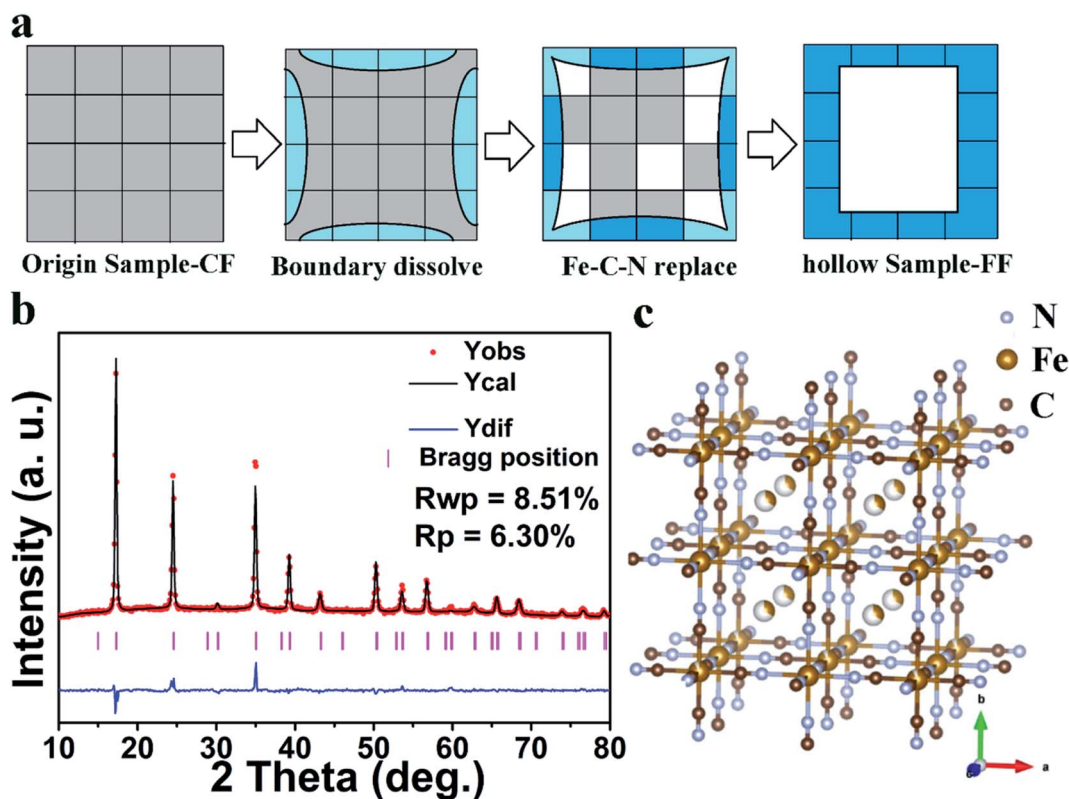 a
Origin Sample-CF
Boundary dissolve
Fe-C-N replace
hollow Sample-FF
b
Yobs
Ycal
Ydif
Bragg position
Rwp = 8.51%
Rp = 6.30%
Intensity (a. u.)
10 20 30 40 50 60 70 80
2 Theta (deg.)
c
N
Fe
C
b
a
c